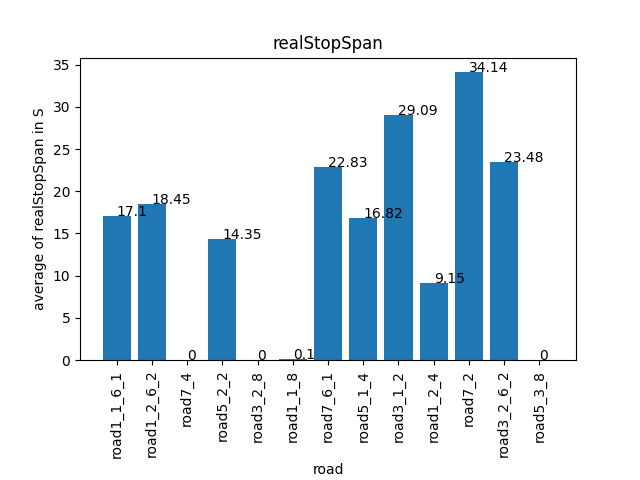 realStopSpan
average of realStopSpan in S
35
30
25
20
15
10
5
0
17.1
18.45
0
14.35
0
0.1
22.83
16.82
29.09
9.15
34.14
23.48
0
road1_1_6_1
road1_2_6_2
road7_4
road5_2_2
road3_2_8
road1_1_8
road7_6_1
road5_1_4
road3_1_2
road1_2_4
road7_2
road3_2_6_2
road5_3_8
road